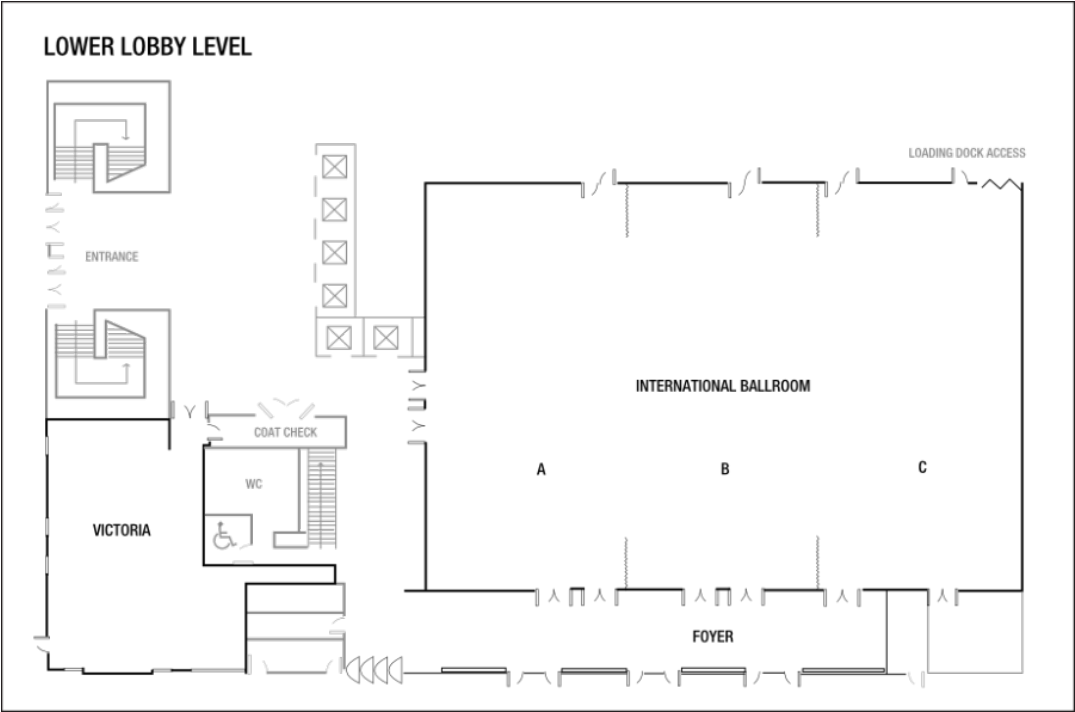 LOWER LOBBY LEVEL
LOADING DOCK ACCESS
ENTRANCE
INTERNATIONAL BALLROOM
COAT CHECK
A
B
C
WC
VICTORIA
FOYER